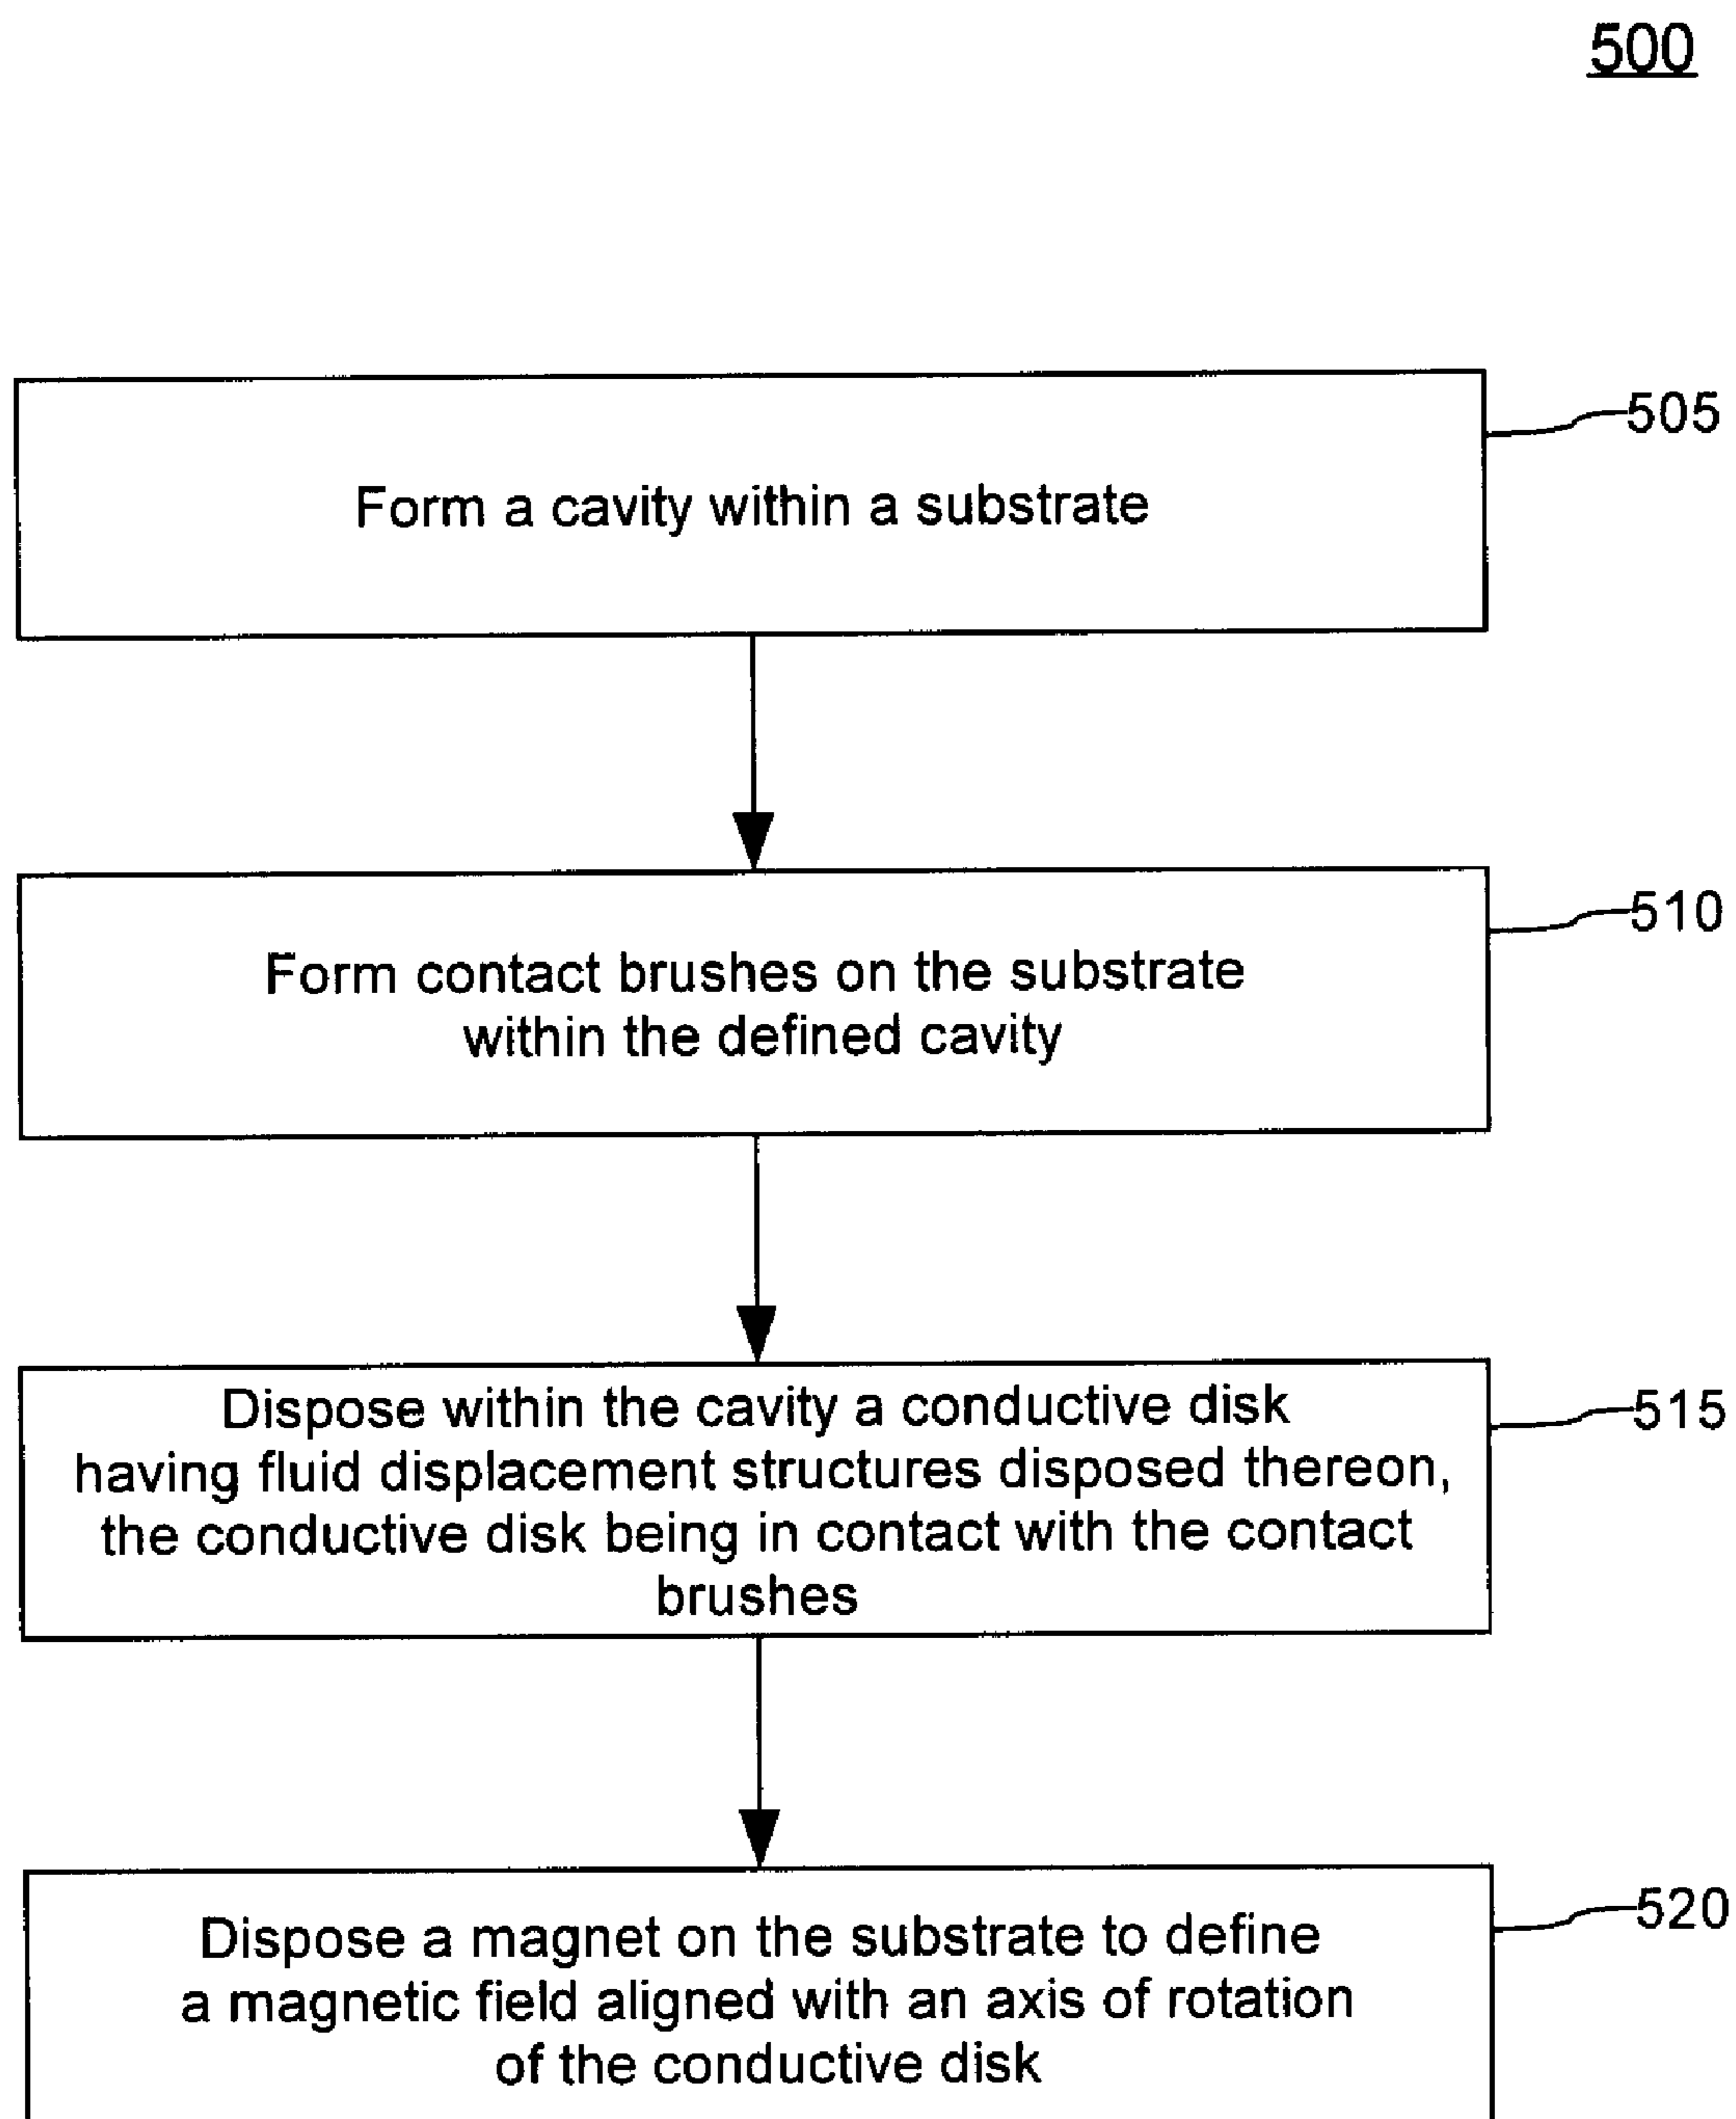 500
505
Form a cavity within a substrate
510
Form contact brushes on the substrate
within the defined cavity
515
Dispose within the cavity a conductive disk
having fluid displacement structures disposed thereon,
the conductive disk being in contact with the contact
brushes
520
Dispose a magnet on the substrate to define
a magnetic field aligned with an axis of rotation
of the conductive disk